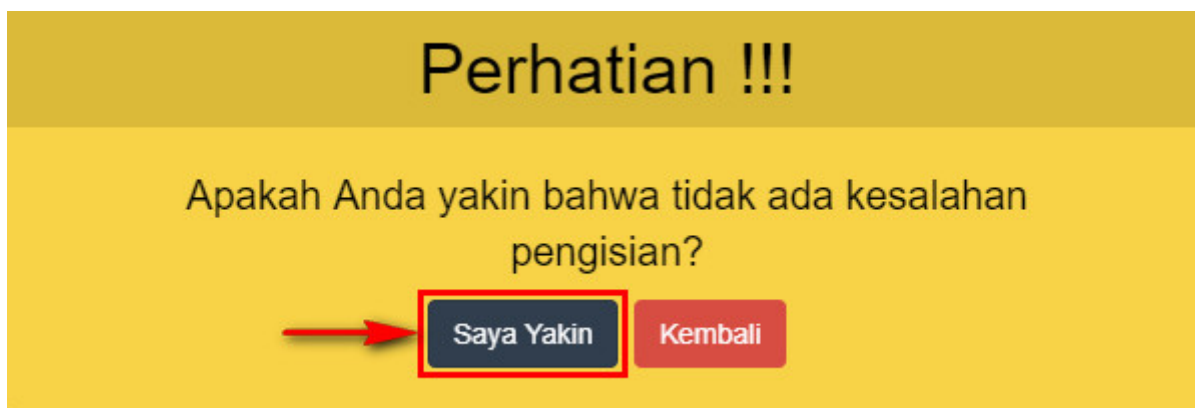 Perhatian !!!
Apakah Anda yakin bahwa tidak ada kesalahan
pengisian?
Saya Yakin Kembali